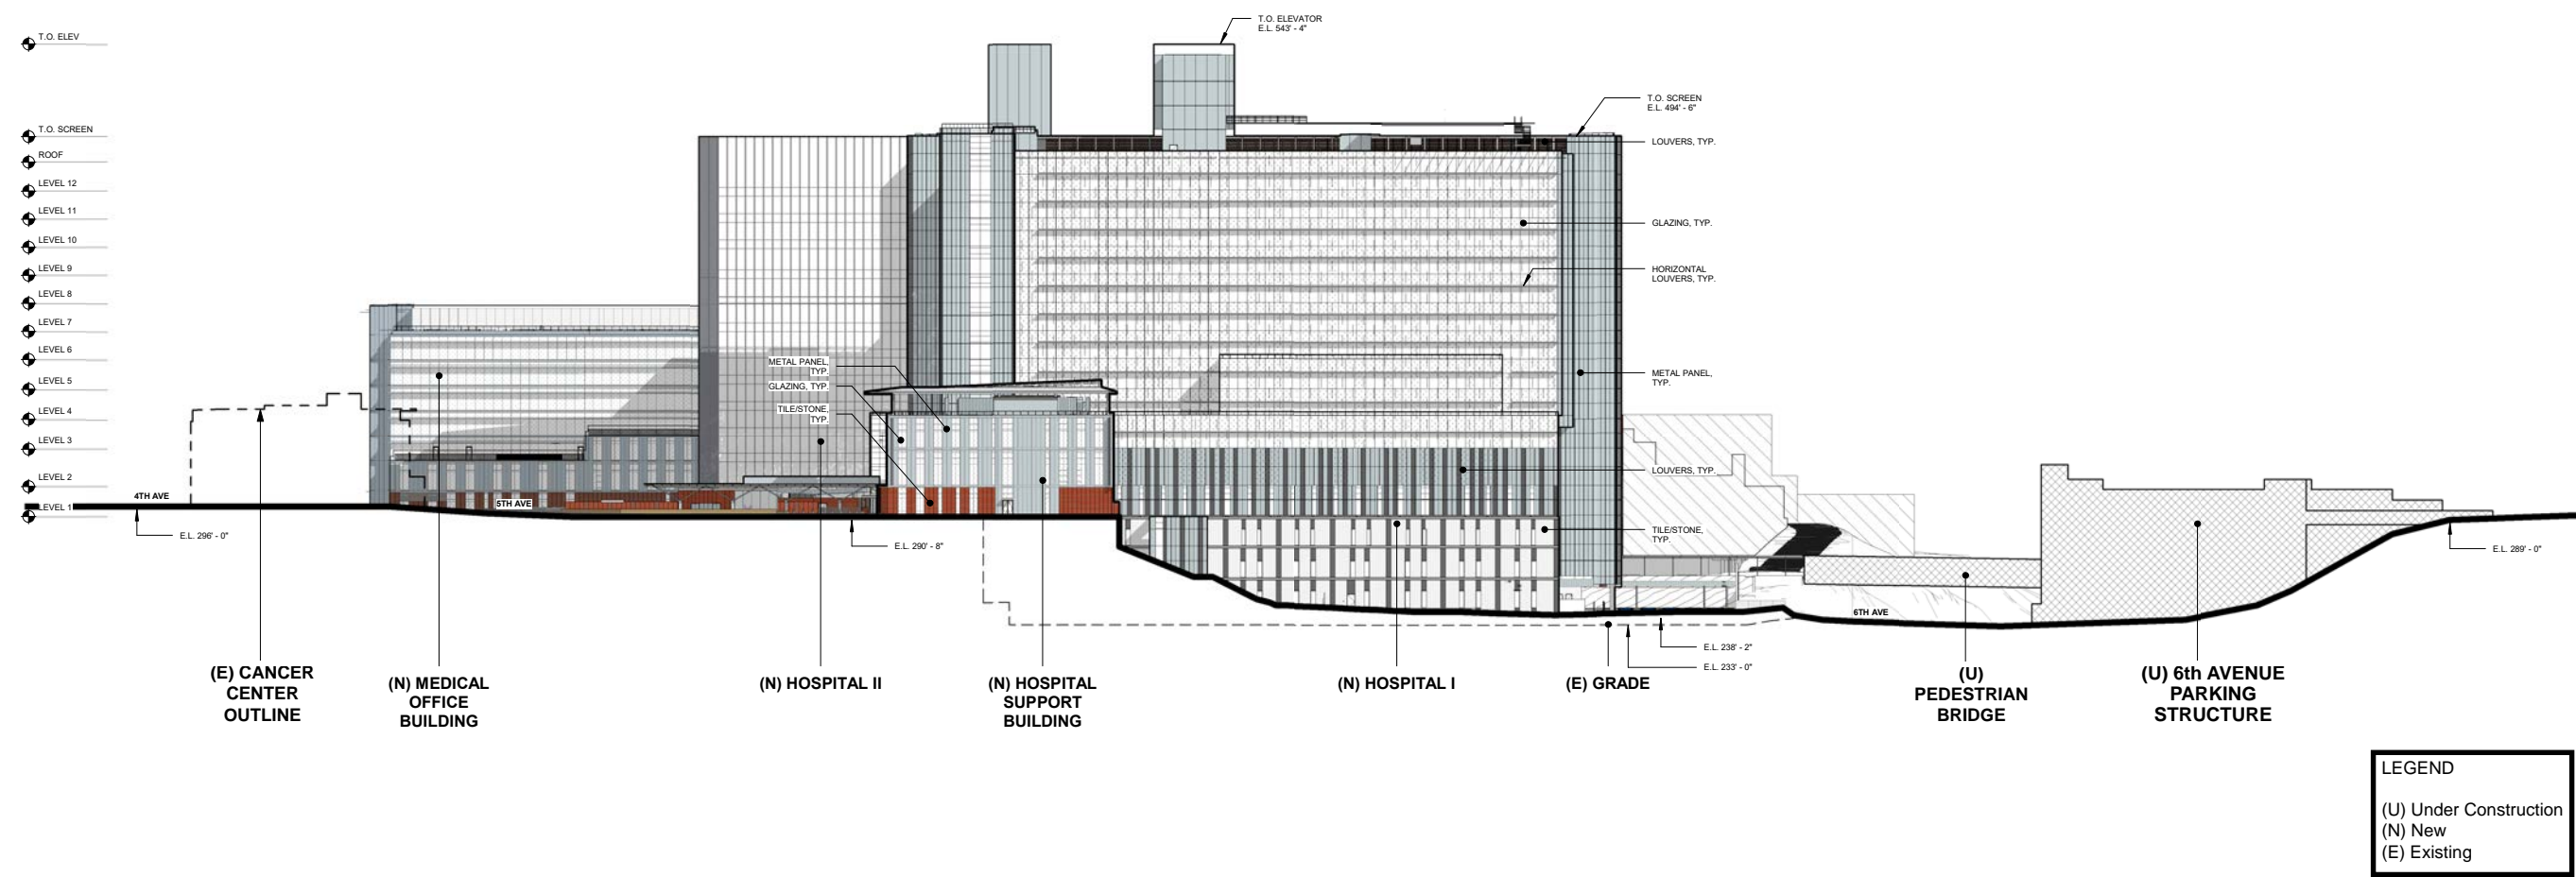 T.O. ELEV
T.O. SCREEN
ROOF
LEVEL 12
LEVEL 11
LEVEL 10
LEVEL 9
LEVEL 8
LEVEL 7
LEVEL 6
LEVEL 5
LEVEL 4
LEVEL 3
LEVEL 2
LEVEL 1
4TH AVE
E.L. 296' - 0"
5TH AVE
E.L. 290' - 8"
METAL PANEL,
TYP.
GLAZING, TYP.
TILE/STONE,
TYP.
T.O. ELEVATOR
E.L. 543' - 4"
T.O. SCREEN
E.L. 494' - 6"
LOUVERS, TYP.
GLAZING, TYP.
HORIZONTAL
LOUVERS, TYP.
METAL PANEL,
TYP.
LOUVERS, TYP.
TILE/STONE,
TYP.
6TH AVE
E.L. 289' - 0"
E.L. 238' - 2"
E.L. 233' - 0"
(E) CANCER
CENTER
OUTLINE
(N) MEDICAL
OFFICE
BUILDING
(N) HOSPITAL II
(N) HOSPITAL
SUPPORT
BUILDING
(N) HOSPITAL I
(E) GRADE
(U)
PEDESTRIAN
BRIDGE
(U) 6th AVENUE
PARKING
STRUCTURE
LEGEND
(U) Under Construction
(N) New
(E) Existing